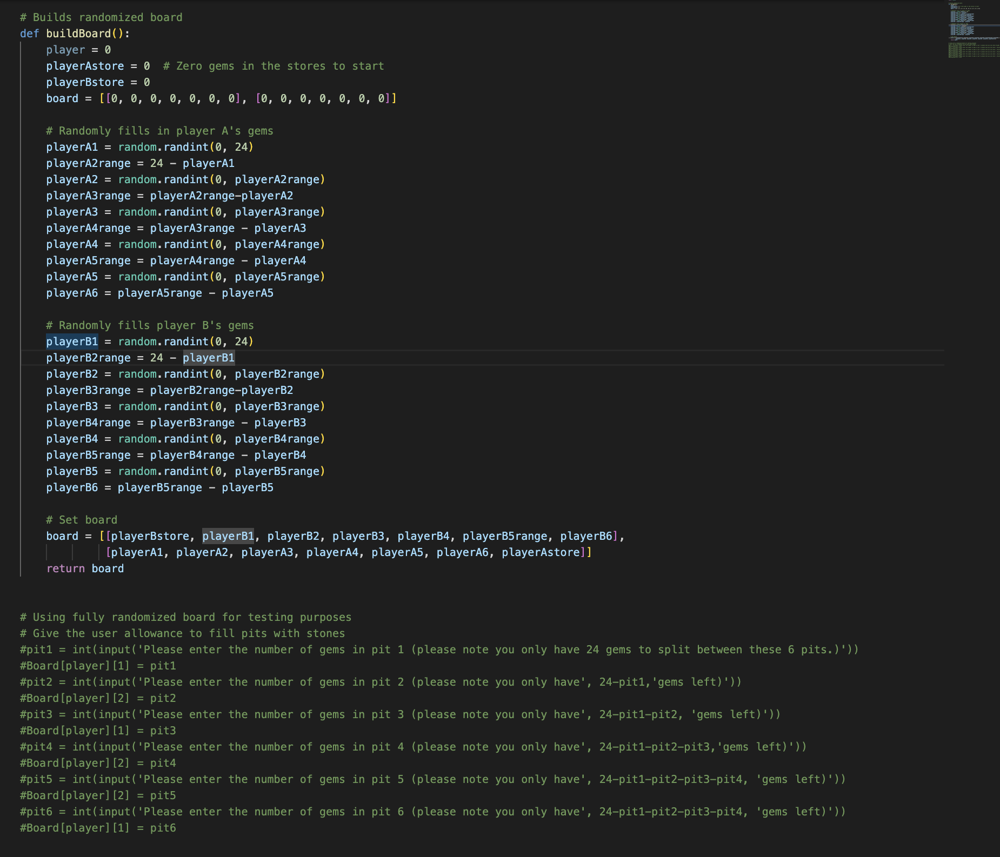 # Builds randomized board
def buildBoard():
    player = 0
    playerAstore = 0  # Zero gems in the stores to start
    playerBstore = 0
    board = [[0, 0, 0, 0, 0, 0, 0], [0, 0, 0, 0, 0, 0, 0]]

    # Randomly fills in player A's gems
    playerA1 = random.randint(0, 24)
    playerA2range = 24 - playerA1
    playerA2 = random.randint(0, playerA2range)
    playerA3range = playerA2range-playerA2
    playerA3 = random.randint(0, playerA3range)
    playerA4range = playerA3range - playerA3
    playerA4 = random.randint(0, playerA4range)
    playerA5range = playerA4range - playerA4
    playerA5 = random.randint(0, playerA5range)
    playerA6 = playerA5range - playerA5

    # Randomly fills player B's gems
    playerB1 = random.randint(0, 24)
    playerB2range = 24 - playerB1
    playerB2 = random.randint(0, playerB2range)
    playerB3range = playerB2range-playerB2
    playerB3 = random.randint(0, playerB3range)
    playerB4range = playerB3range - playerB3
    playerB4 = random.randint(0, playerB4range)
    playerB5range = playerB4range - playerB4
    playerB5 = random.randint(0, playerB5range)
    playerB6 = playerB5range - playerB5

    # Set board
    board = [[playerBstore, playerB1, playerB2, playerB3, playerB4, playerB5range, playerB6],
             [playerA1, playerA2, playerA3, playerA4, playerA5, playerA6, playerAstore]]
    return board


# Using fully randomized board for testing purposes
# Give the user allowance to fill pits with stones
#pit1 = int(input('Please enter the number of gems in pit 1 (please note you only have 24 gems to split between these 6 pits.)'))
#Board[player][1] = pit1
#pit2 = int(input('Please enter the number of gems in pit 2 (please note you only have', 24-pit1,'gems left)'))
#Board[player][2] = pit2
#pit3 = int(input('Please enter the number of gems in pit 3 (please note you only have', 24-pit1-pit2, 'gems left)'))
#Board[player][1] = pit3
#pit4 = int(input('Please enter the number of gems in pit 4 (please note you only have', 24-pit1-pit2-pit3,'gems left)'))
#Board[player][2] = pit4
#pit5 = int(input('Please enter the number of gems in pit 5 (please note you only have', 24-pit1-pit2-pit3-pit4, 'gems left)'))
#Board[player][2] = pit5
#pit6 = int(input('Please enter the number of gems in pit 6 (please note you only have', 24-pit1-pit2-pit3-pit4, 'gems left)'))
#Board[player][1] = pit6